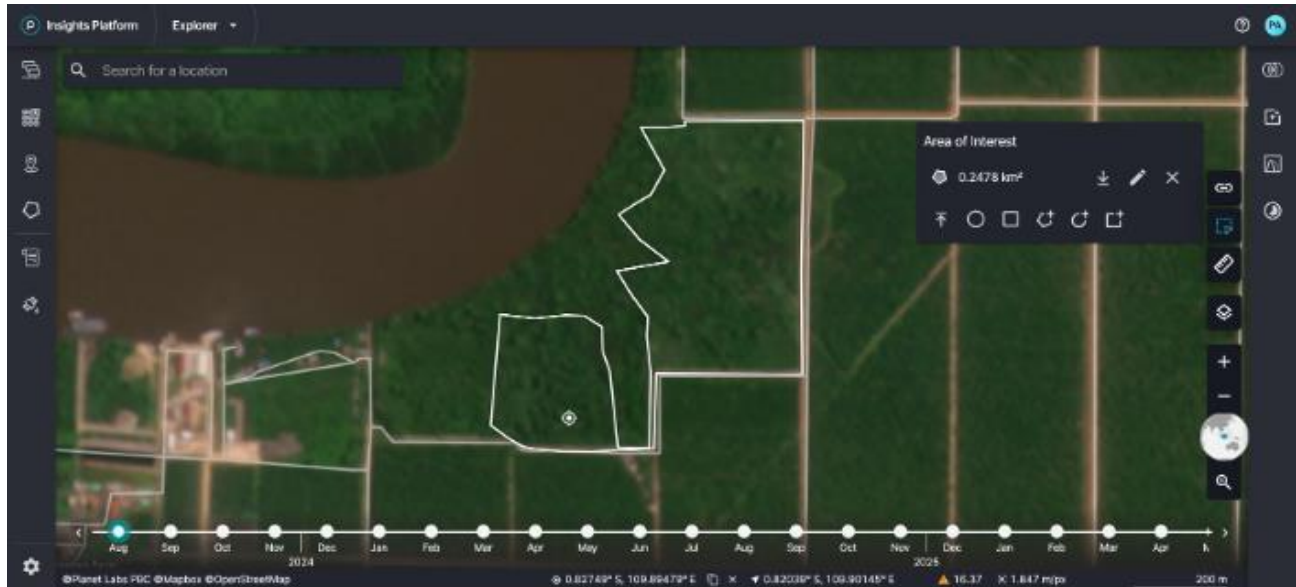 Insights Platform Explorer
PA
Search for a location
Area of Interest
0.2478 km²
Aug Sep Oct Nov Dec Jan Feb Mar Apr May Jun Jul Aug Sep Oct Nov Dec Jan Feb Mar Apr
2024 2025
©Planet Labs PBC ©Mapbox ©OpenStreetMap 0.82749° S, 109.89479° E 0.82039° S, 109.90145° E 16.37 1.847 m/px 200 m